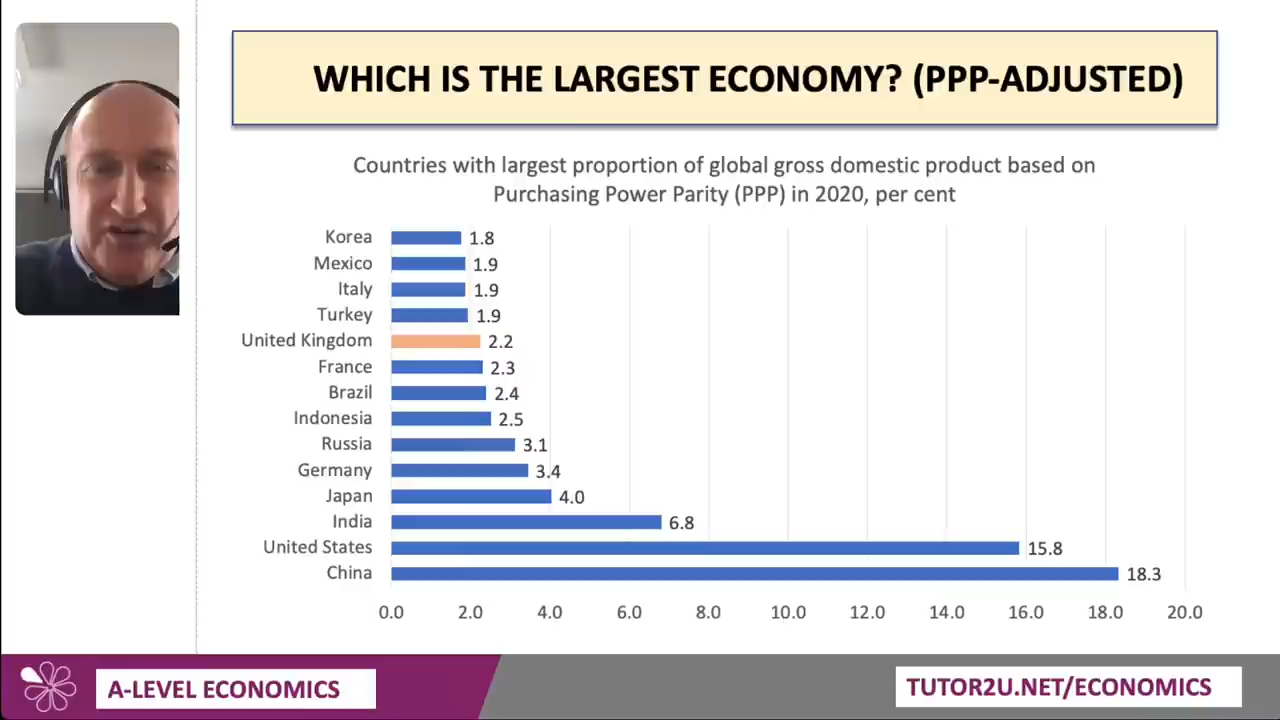 WHICH IS THE LARGEST ECONOMY? (PPP-ADJUSTED)
Countries with largest proportion of global gross domestic product based on
Purchasing Power Parity (PPP) in 2020, per cent
Korea 1.8
Mexico 1.9
Italy 1.9
Turkey 1.9
United Kingdom 2.2
France 2.3
Brazil 2.4
Indonesia 2.5
Russia 3.1
Germany 3.4
Japan 4.0
India 6.8
United States 15.8
China 18.3
0.0 2.0 4.0 6.0 8.0 10.0 12.0 14.0 16.0 18.0 20.0
A-LEVEL ECONOMICS
TUTOR2U.NET/ECONOMICS